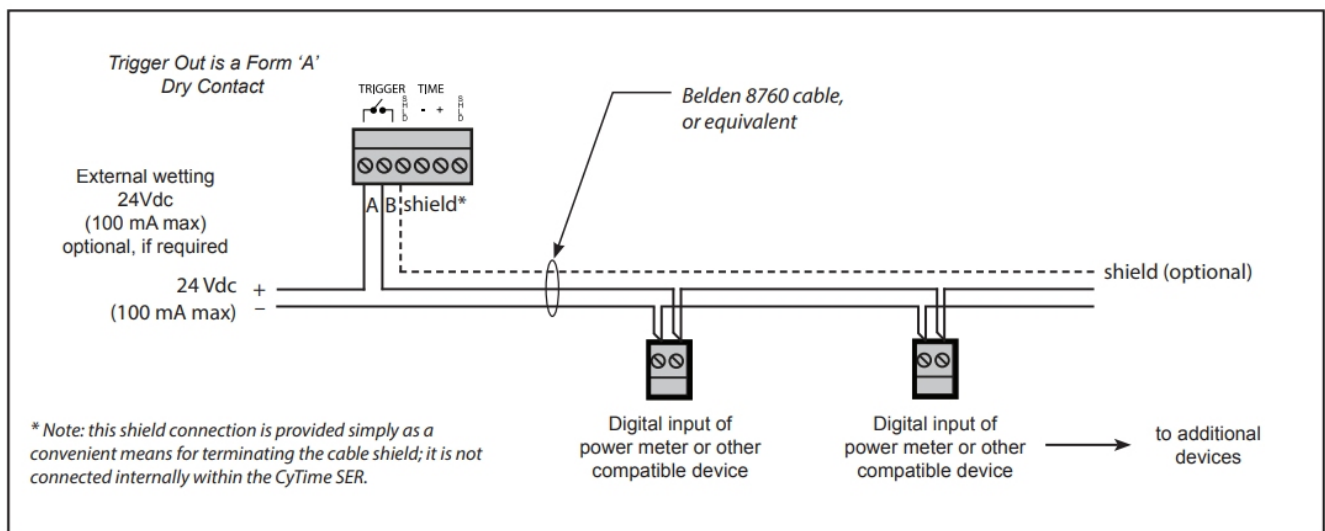 Trigger Out is a Form ‘A’
Dry Contact
TRIGGER TIME
SHLD - + SHLD
Belden 8760 cable,
or equivalent
External wetting
24Vdc
(100 mA max)
optional, if required
A B shield*
24 Vdc +
(100 mA max) –
shield (optional)
Digital input of
power meter or other
compatible device
Digital input of
power meter or other
compatible device
to additional
devices
* Note: this shield connection is provided simply as a
convenient means for terminating the cable shield; it is not
connected internally within the CyTime SER.